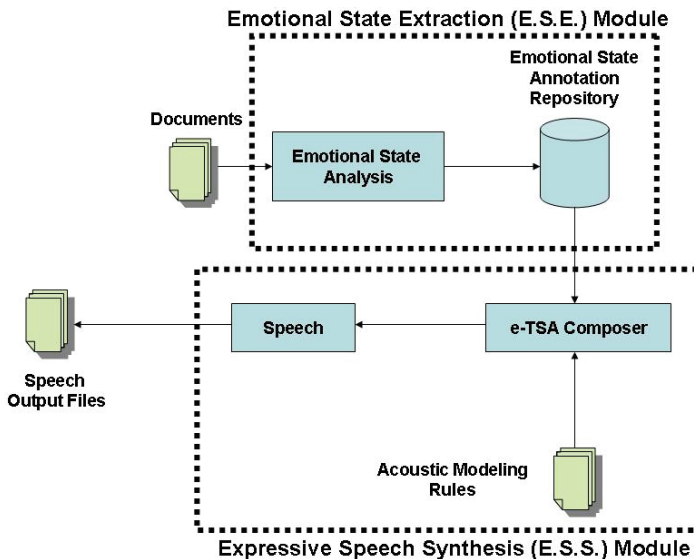 Emotional State Extraction (E.S.E.) Module
Emotional State
Annotation
Repository
Documents
Emotional State
Analysis
Speech
e-TSA Composer
Speech
Output Files
Acoustic Modeling
Rules
Expressive Speech Synthesis (E.S.S.) Module